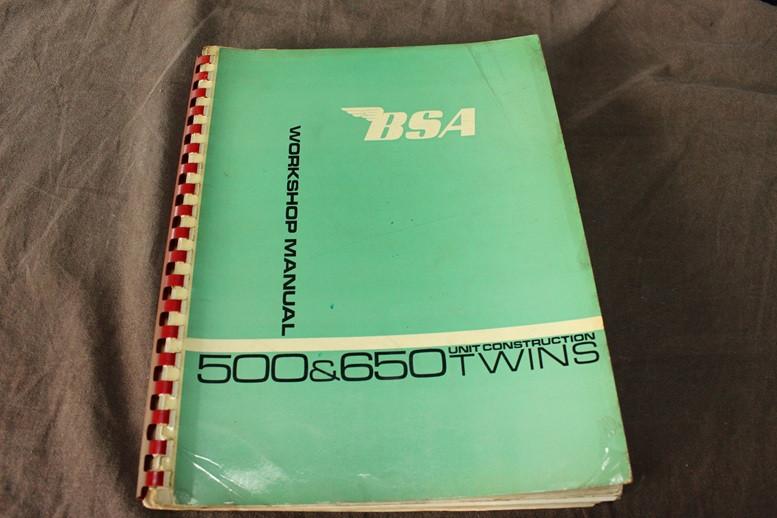 BSA
WORKSHOP MANUAL
500&650 UNIT CONSTRUCTION TWINS